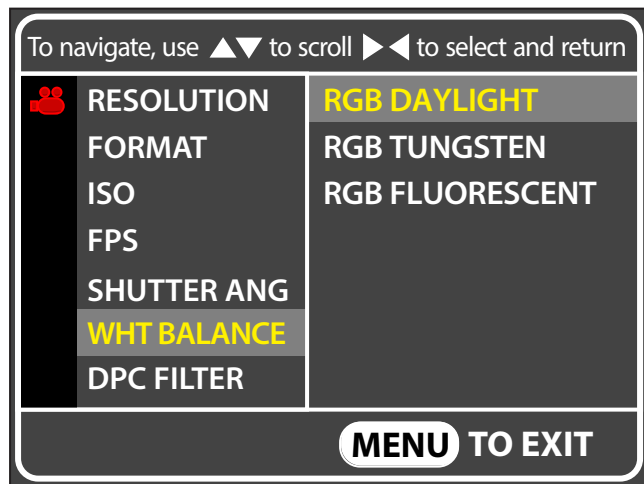 To navigate, use ▲▼ to scroll ▶◀ to select and return
RESOLUTION
FORMAT
ISO
FPS
SHUTTER ANG
WHT BALANCE
DPC FILTER
RGB DAYLIGHT
RGB TUNGSTEN
RGB FLUORESCENT
MENU TO EXIT